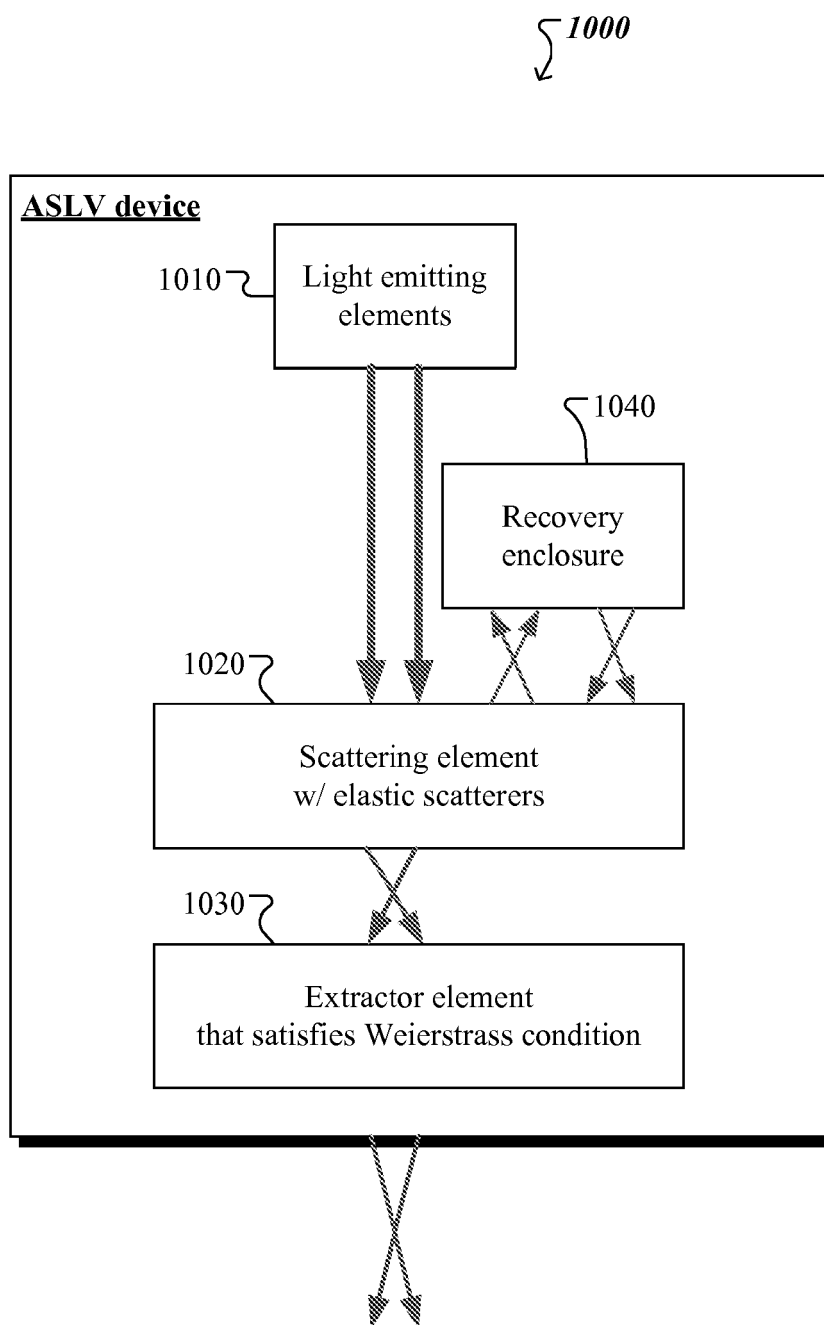 1000
ASLV device
1010
Light emitting
elements
1040
Recovery
enclosure
1020
Scattering element
w/ elastic scatterers
1030
Extractor element
that satisfies Weierstrass condition